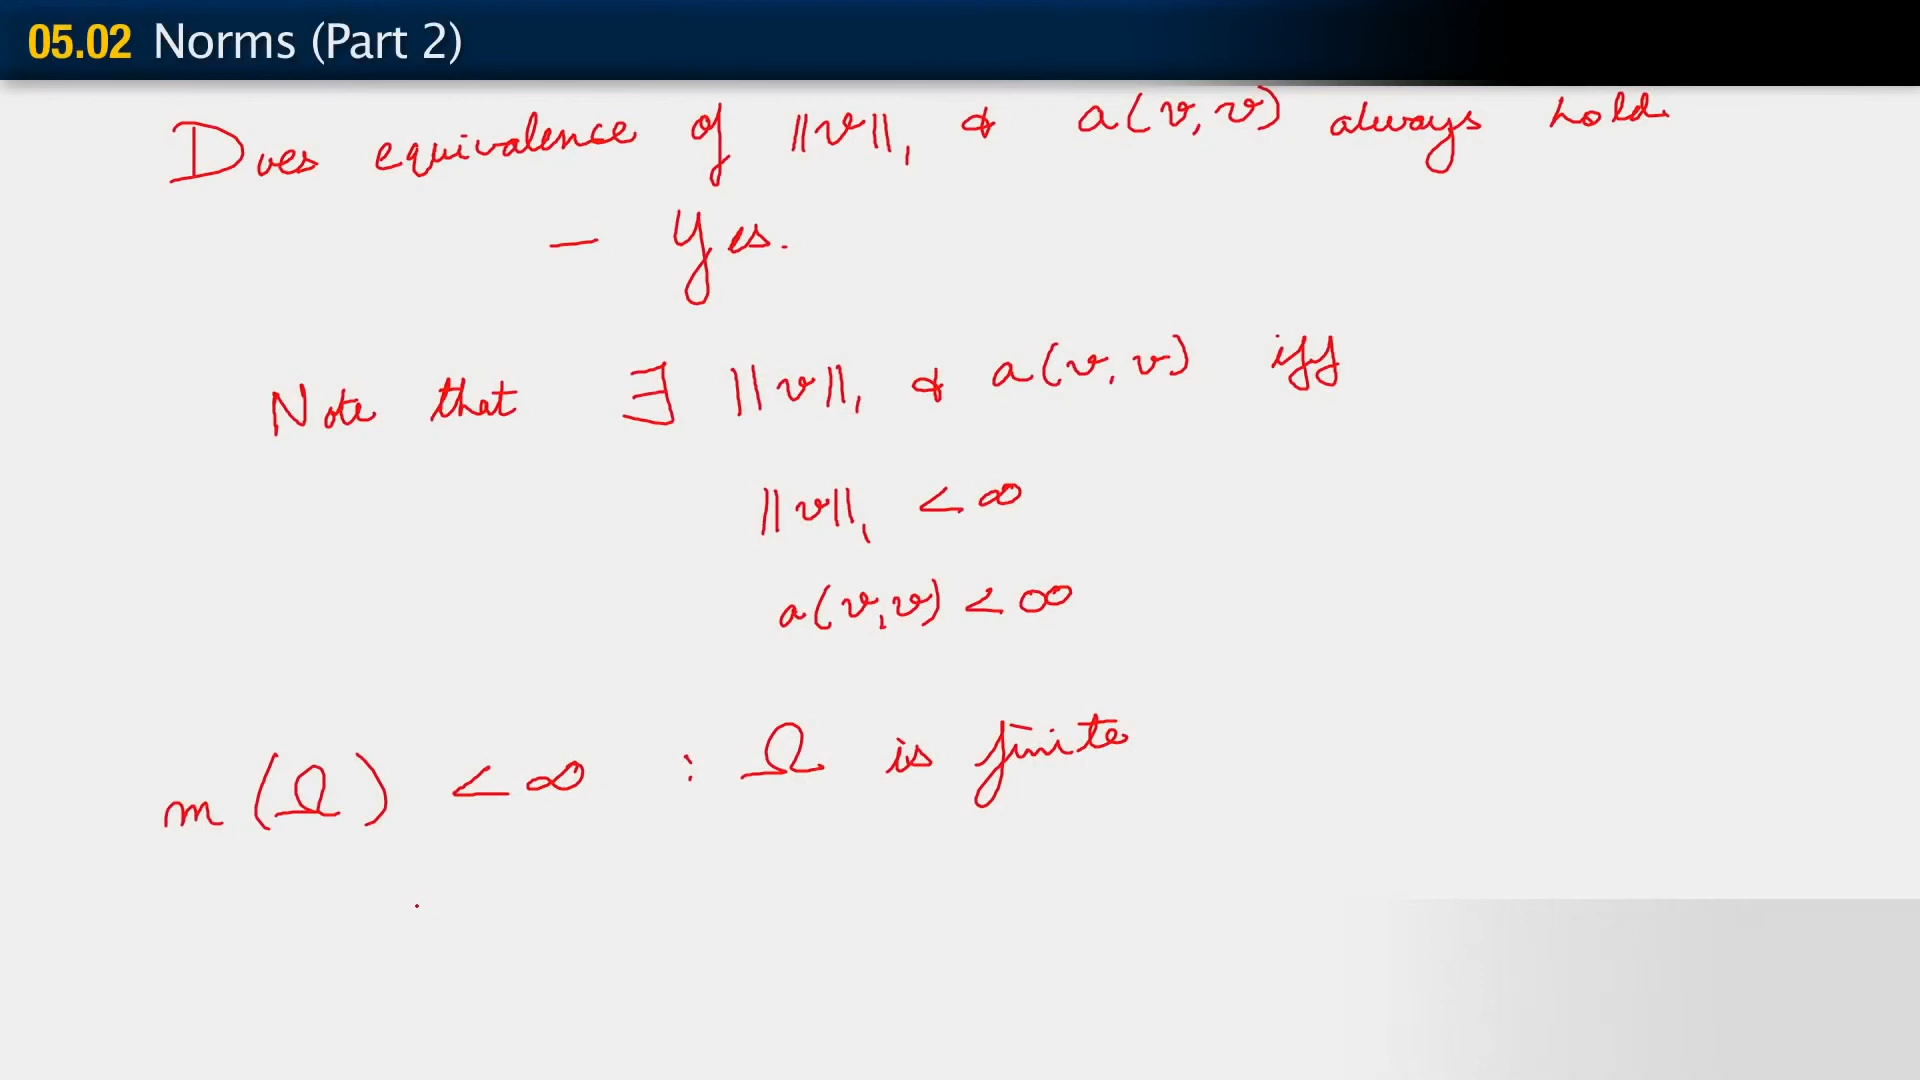 05.02 Norms (Part 2)
Does equivalence of ||v||₁ & a(v,v) always hold.
— Yes.
Note that ∃ ||v||₁ & a(v,v) iff
||v||₁ < ∞
a(v,v) < ∞
m(Ω) < ∞ : Ω is finite